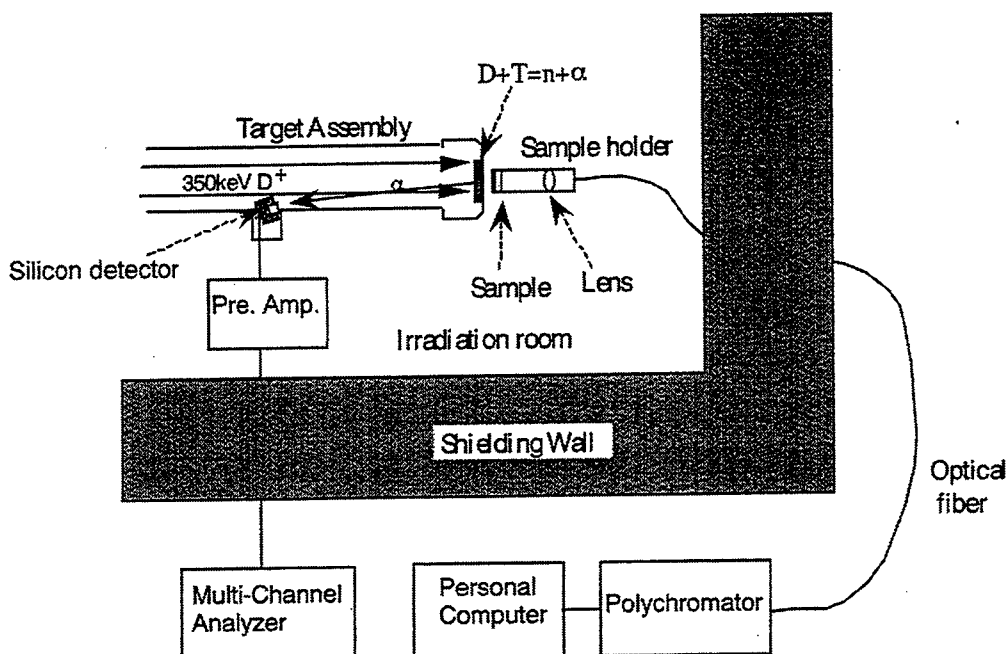 D+T=n+α
Target Assembly
Sample holder
350keV D⁺
α
Silicon detector
Sample
Lens
Pre. Amp.
Irradiation room
Shielding Wall
Optical
fiber
Multi-Channel
Analyzer
Personal
Computer
Polychromator